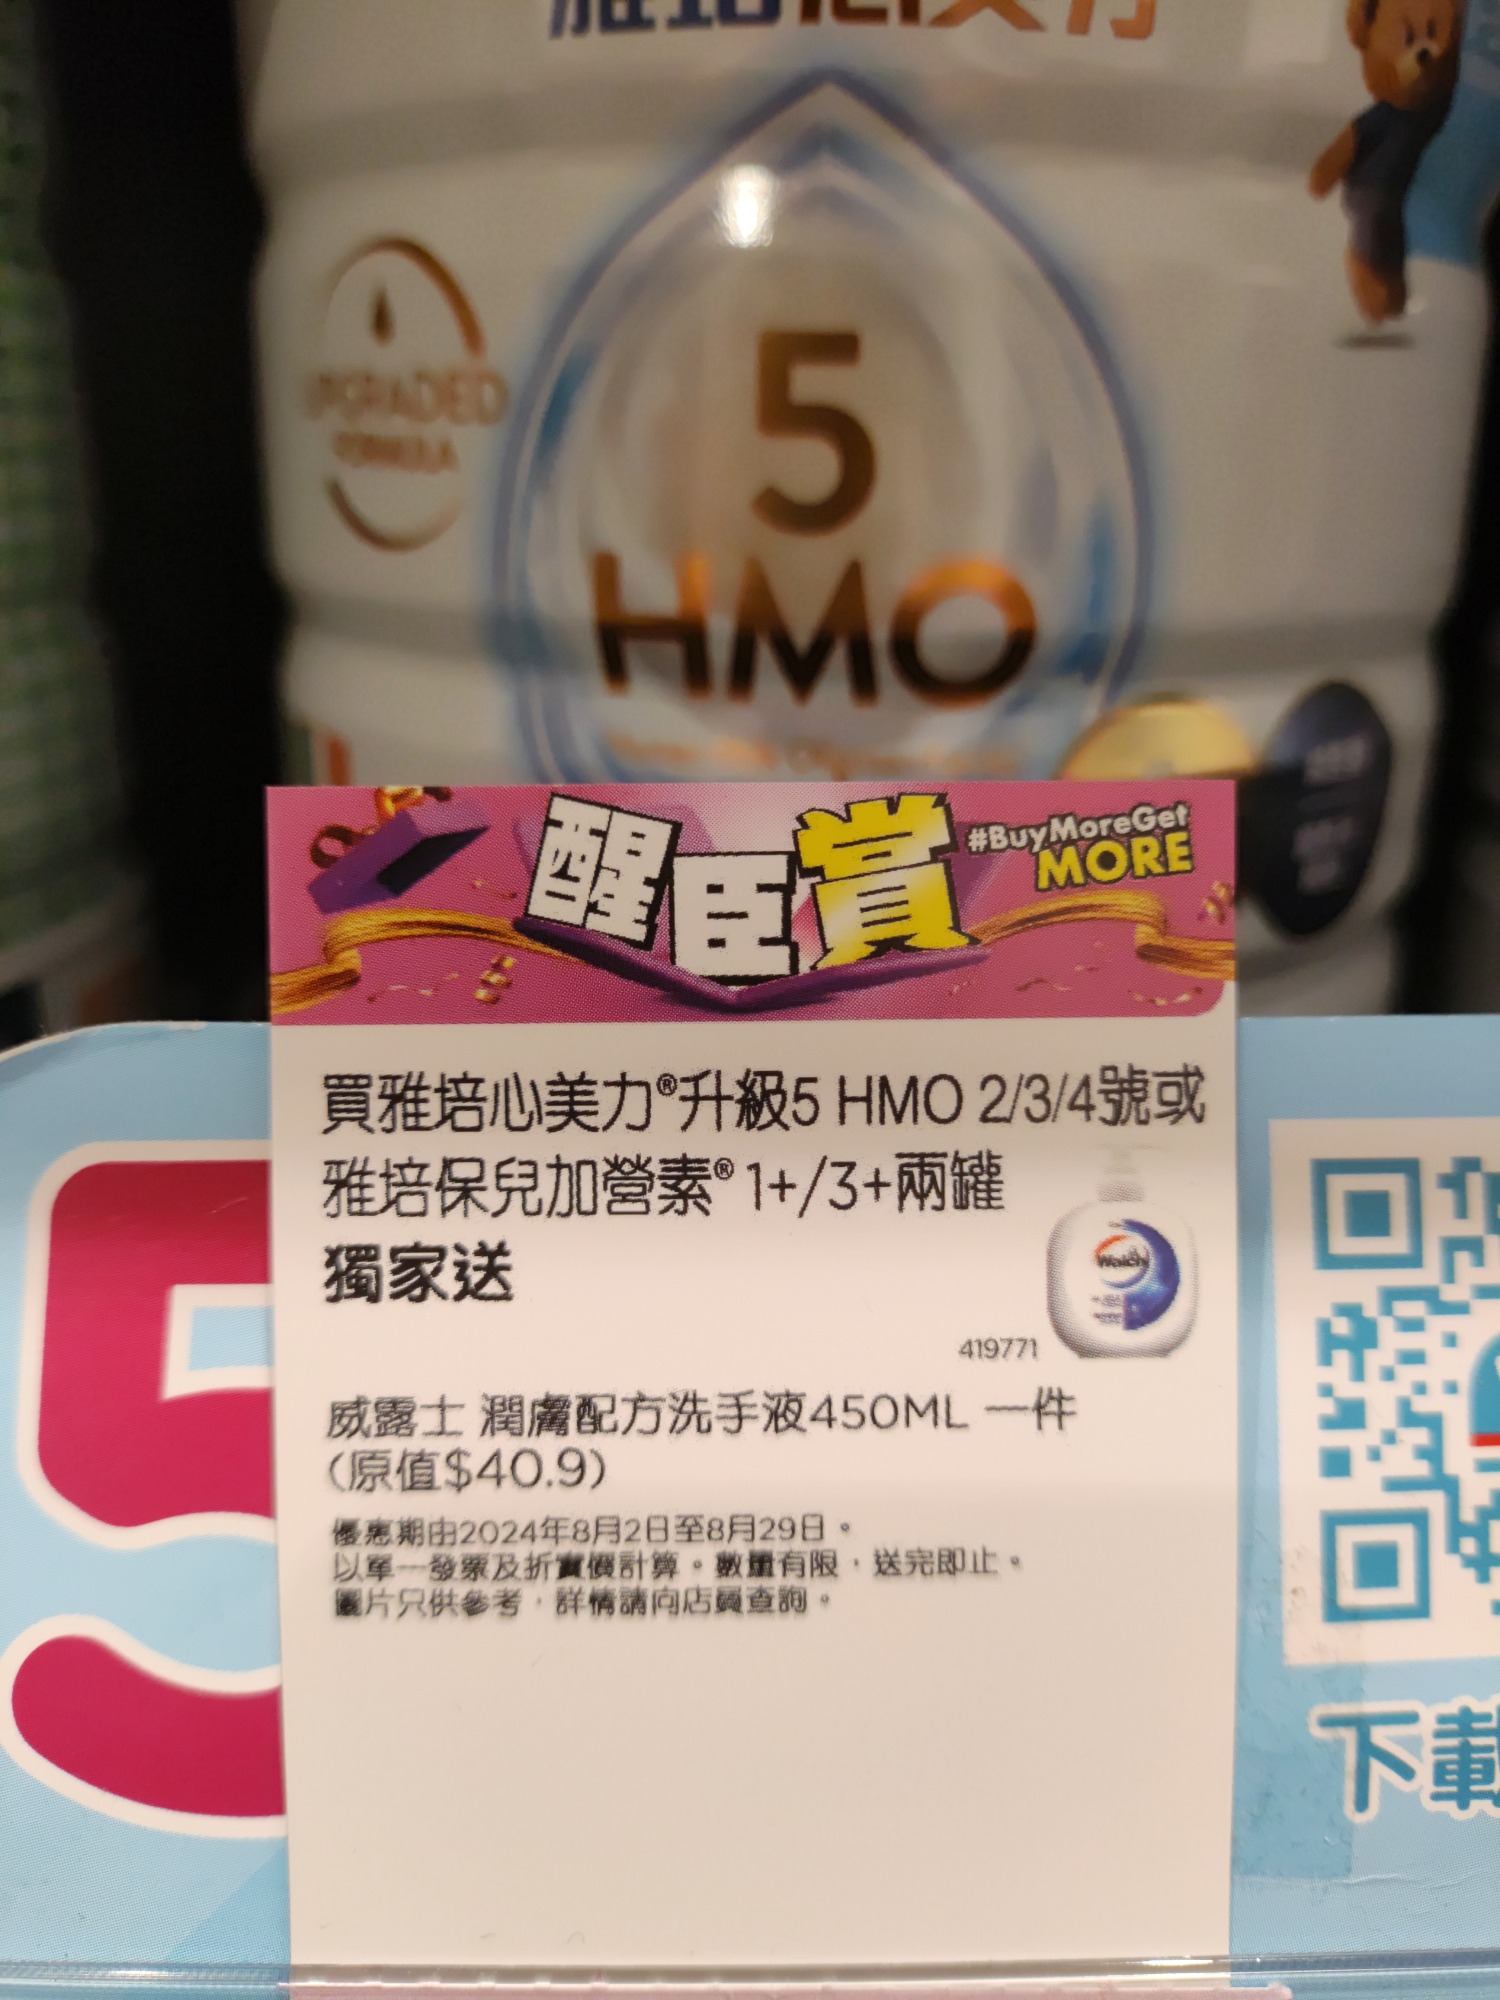 5
HMO
UPGRADED
FORMULA
醒臣賞
#BuyMoreGet
MORE
買雅培心美力®升級5 HMO 2/3/4號或
雅培保兒加營素® 1+/3+兩罐
獨家送
Walch
419771
威露士 潤膚配方洗手液450ML 一件
(原值$40.9)
優惠期由2024年8月2日至8月29日。
以單一發票及折實價計算。數量有限，送完即止。
圖片只供參考，詳情請向店員查詢。
5
下載